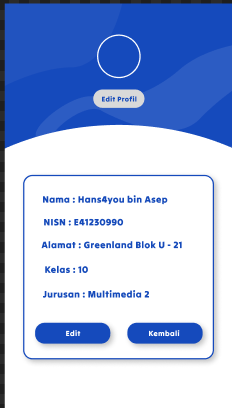 Edit Profil
Nama : Hans4you bin Asep
NISN : E41230990
Alamat : Greenland Blok U - 21
Kelas : 10
Jurusan : Multimedia 2
Edit
Kembali